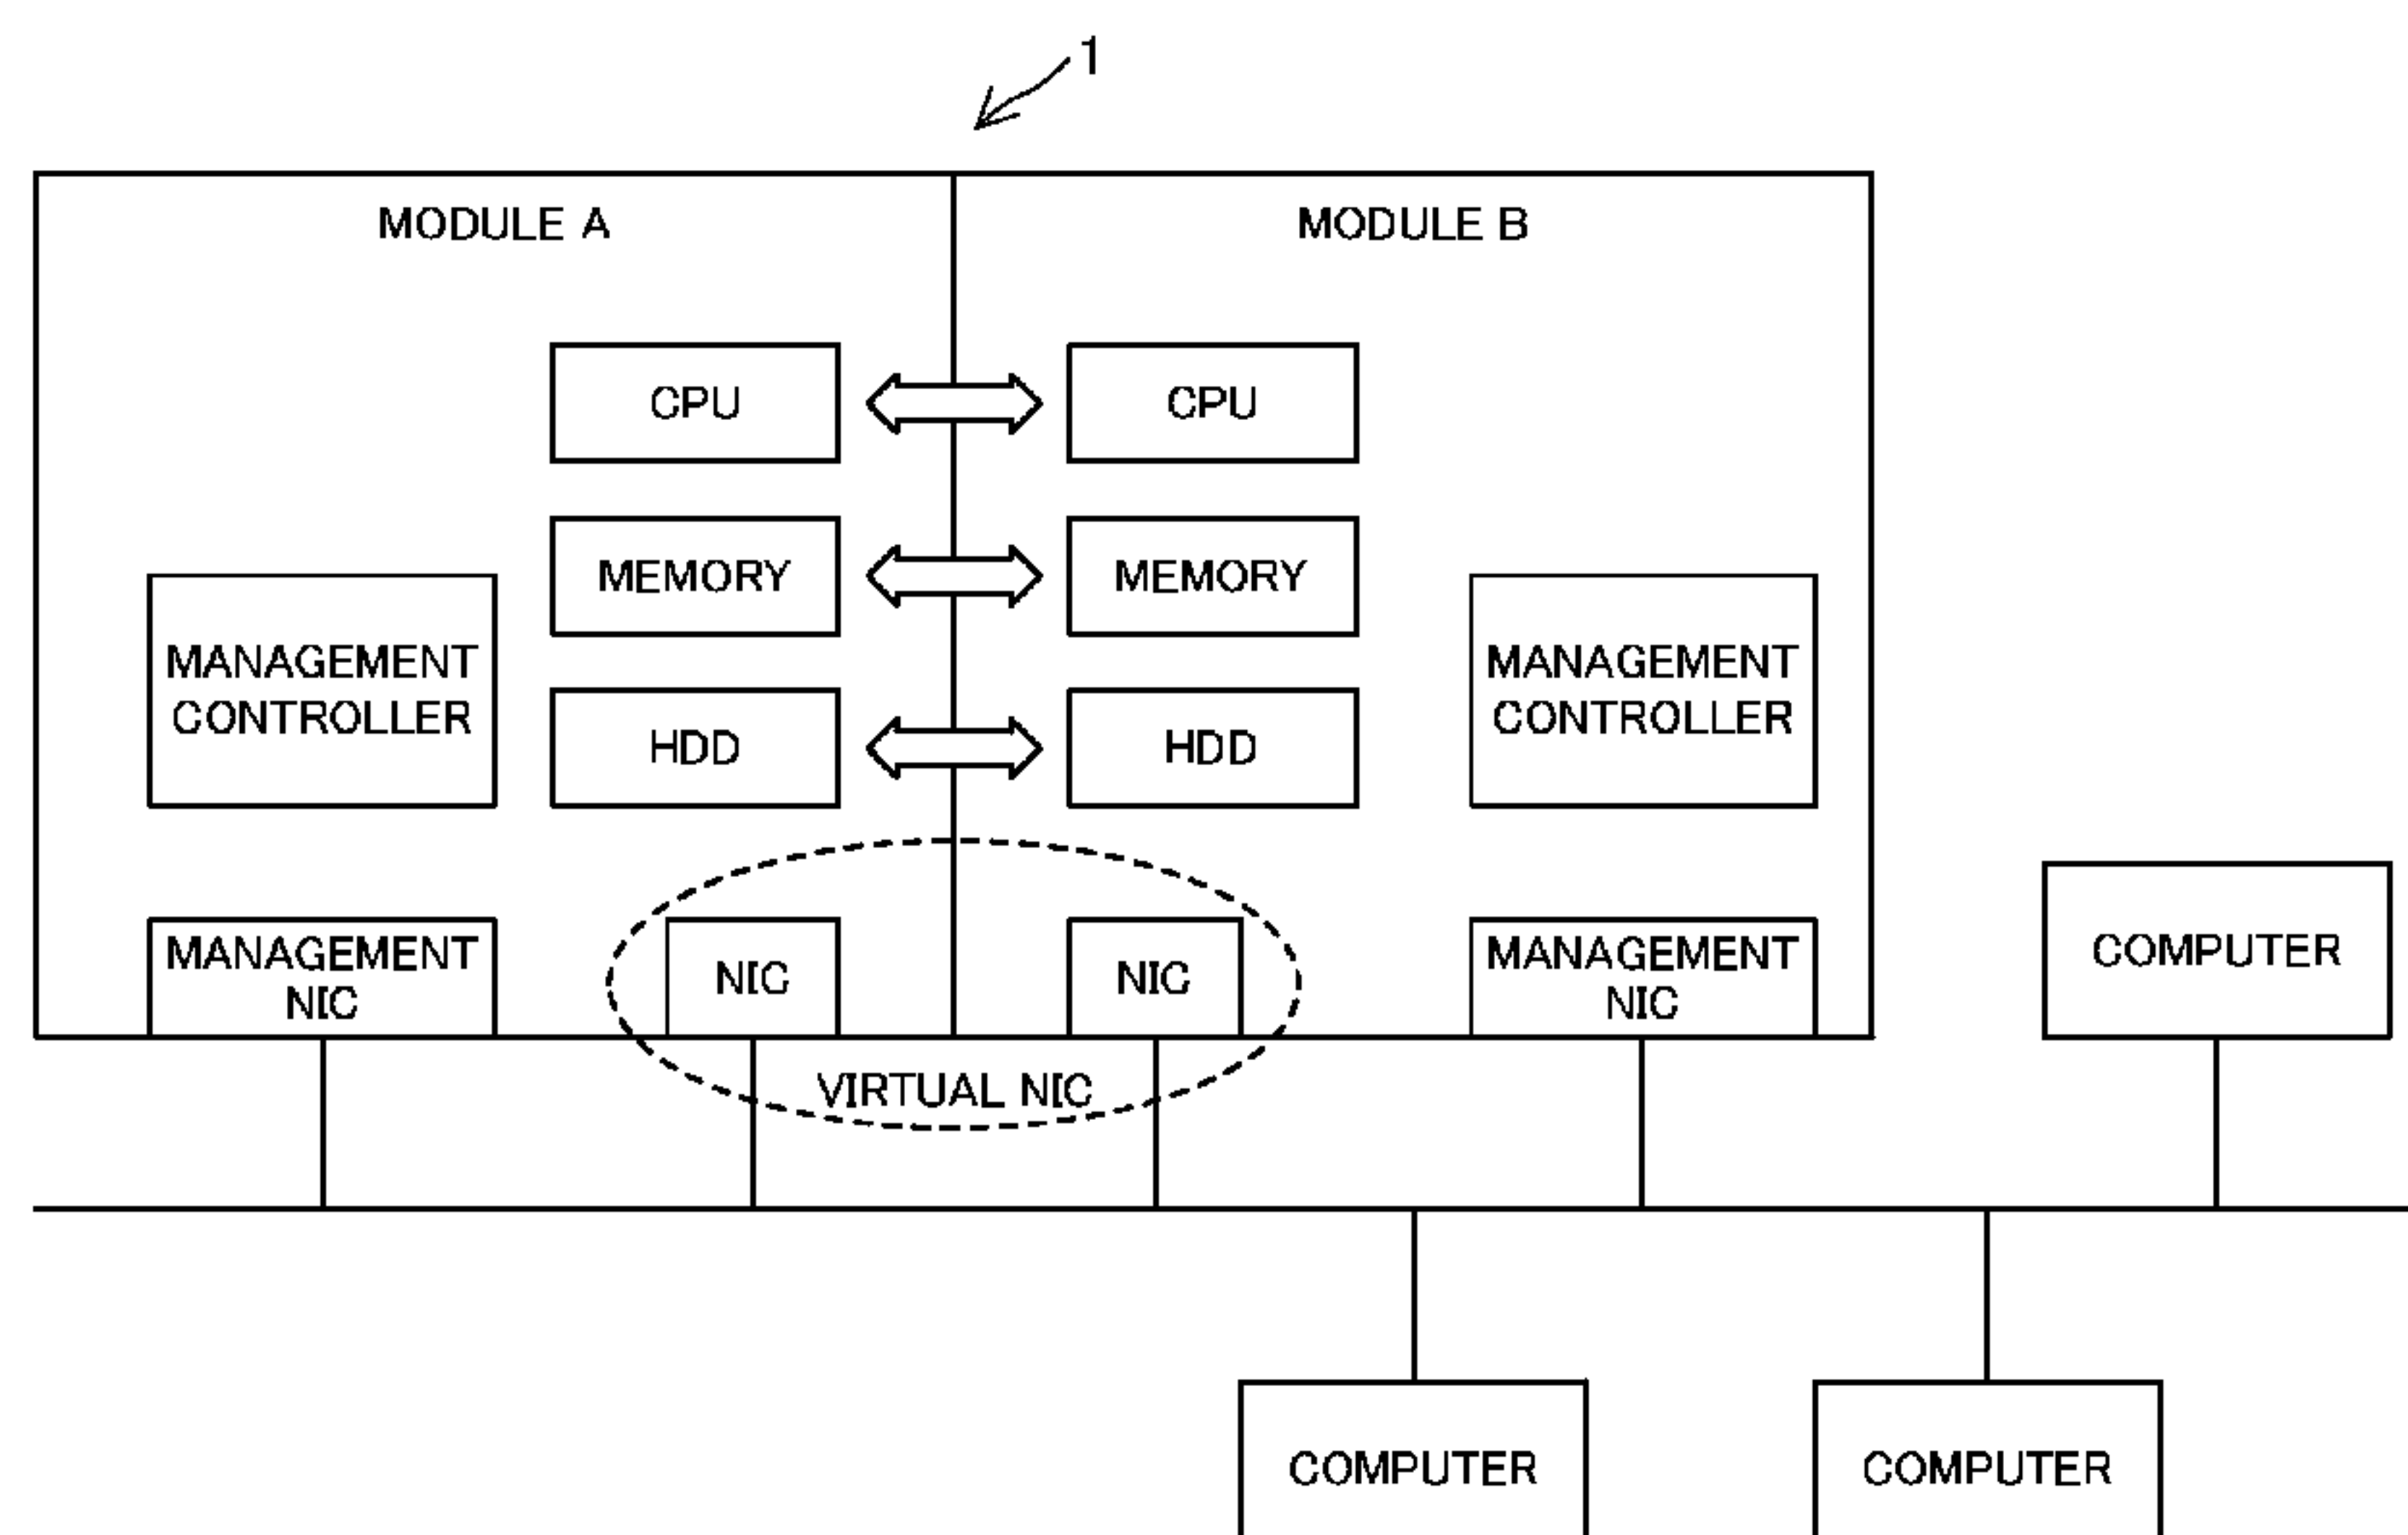 1
MODULE A
MODULE B
CPU
CPU
MEMORY
MEMORY
MANAGEMENT
CONTROLLER
MANAGEMENT
CONTROLLER
HDD
HDD
MANAGEMENT
NIC
NIC
NIC
MANAGEMENT
NIC
COMPUTER
VIRTUAL NIC
COMPUTER
COMPUTER